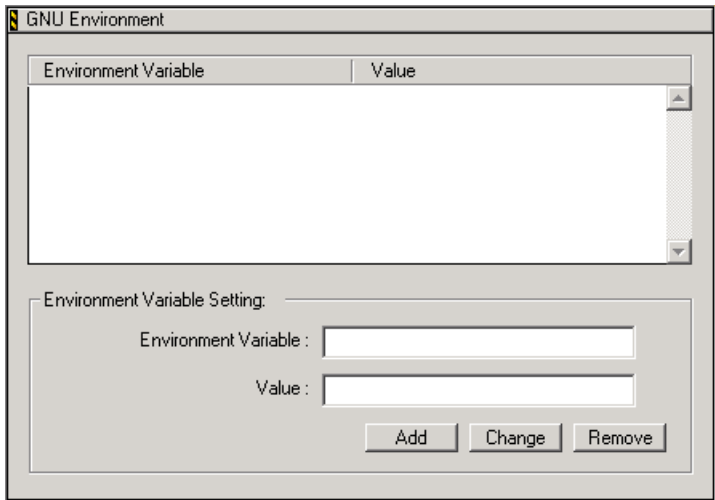 GNU Environment
Environment Variable Value
Environment Variable Setting:
Environment Variable :
Value :
Add Change Remove